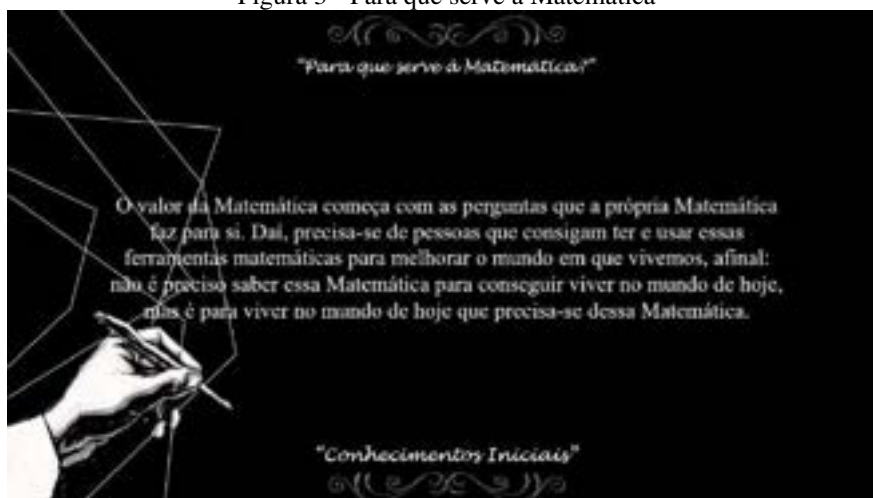 Figura 3 - Para que serve a Matemática
"Para que serve á Matemática?"
O valor da Matemática começa com as perguntas que a própria Matemática
faz para si. Daí, precisa-se de pessoas que consigam ter e usar essas
ferramentas matemáticas para melhorar o mundo em que vivemos, afinal:
não é preciso saber essa Matemática para conseguir viver no mundo de hoje,
mas é para viver no mundo de hoje que precisa-se dessa Matemática.
"Conhecimentos Iniciais"